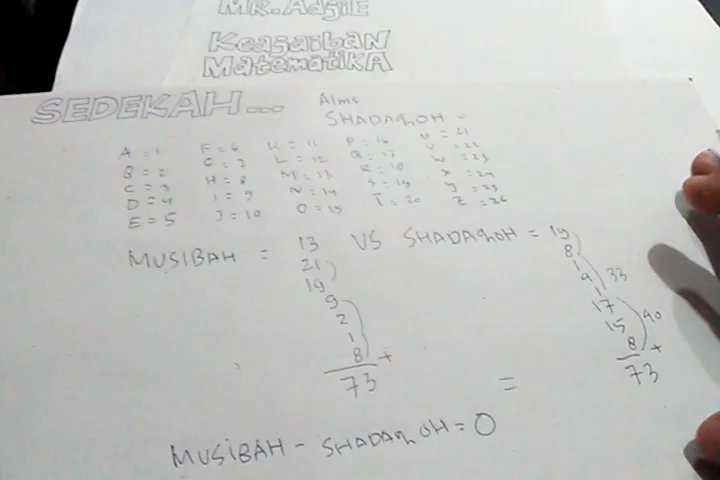 MR. AdjiE
Keajaiban
MatematiKA
SEDEKAH...
Alms
SHADAqOH =
A = 1 F = 6 K = 11 P = 16 U = 21
B = 2 G = 7 L = 12 Q = 17 V = 22
C = 3 H = 8 M = 13 R = 18 W = 23
D = 4 I = 9 N = 14 S = 19 X = 24
E = 5 J = 10 O = 15 T = 20 Y = 25
Z = 26
MUSIBAH = 13 VS SHADAqOH = 19
21 8
19 1
9 4 33
2 1
1 17
8 + 15 40
73 8 +
= 73
MUSIBAH - SHADAqOH = 0